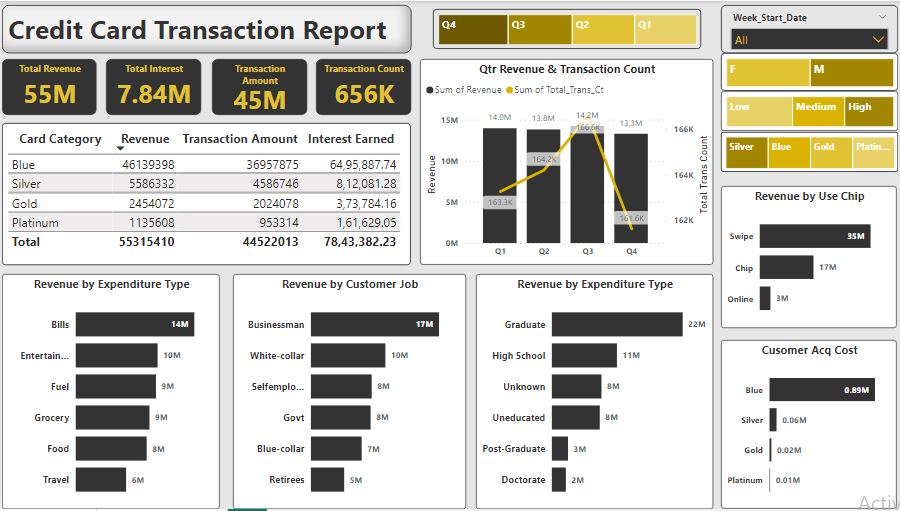 Credit Card Transaction Report
Q4 Q3 Q2 Q1
Week_Start_Date
All
Total Revenue
55M
Total Interest
7.84M
Transaction
Amount
45M
Transaction Count
656K
F M
Low Medium High
Silver Blue Gold Platin...
Card Category Revenue Transaction Amount Interest Earned
Blue 46139398 36957875 64,95,887.74
Silver 5586332 4586746 8,12,081.28
Gold 2454072 2024078 3,73,784.16
Platinum 1135608 953314 1,61,629.05
Total 55315410 44522013 78,43,382.23
Qtr Revenue & Transaction Count
Sum of Revenue Sum of Total_Trans_Ct
Revenue
15M
10M
5M
0M
14.0M 13.8M 14.2M 13.3M
163.3K 164.2K 166.6K 161.6K
Q1 Q2 Q3 Q4
166K
164K
162K
Total Trans Count
Revenue by Use Chip
Swipe 35M
Chip 17M
Online 3M
Revenue by Expenditure Type
Bills 14M
Entertain... 10M
Fuel 9M
Grocery 9M
Food 8M
Travel 6M
Revenue by Customer Job
Businessman 17M
White-collar 10M
Selfemplo... 8M
Govt 8M
Blue-collar 7M
Retirees 5M
Revenue by Expenditure Type
Graduate 22M
High School 11M
Unknown 8M
Uneducated 8M
Post-Graduate 3M
Doctorate 2M
Cusomer Acq Cost
Blue 0.89M
Silver 0.06M
Gold 0.02M
Platinum 0.01M
Activ